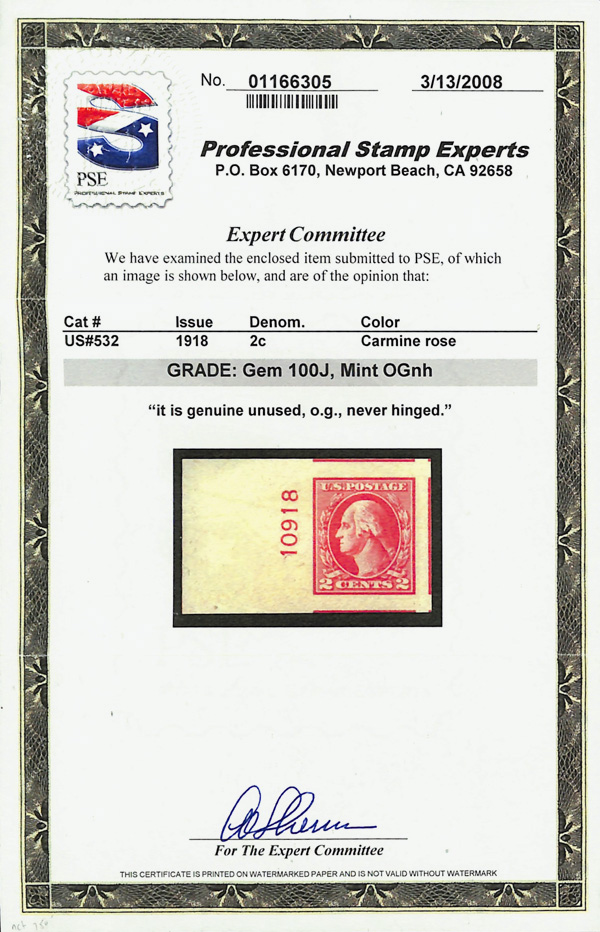 No. 01166305 3/13/2008
PSE
PROFESSIONAL STAMP EXPERTS
Professional Stamp Experts
P.O. Box 6170, Newport Beach, CA 92658
Expert Committee
We have examined the enclosed item submitted to PSE, of which
an image is shown below, and are of the opinion that:
Cat # Issue Denom. Color
US#532 1918 2c Carmine rose
GRADE: Gem 100J, Mint OGnh
“it is genuine unused, o.g., never hinged.”
10918
U.S. POSTAGE
2 CENTS 2
For The Expert Committee
THIS CERTIFICATE IS PRINTED ON WATERMARKED PAPER AND IS NOT VALID WITHOUT WATERMARK